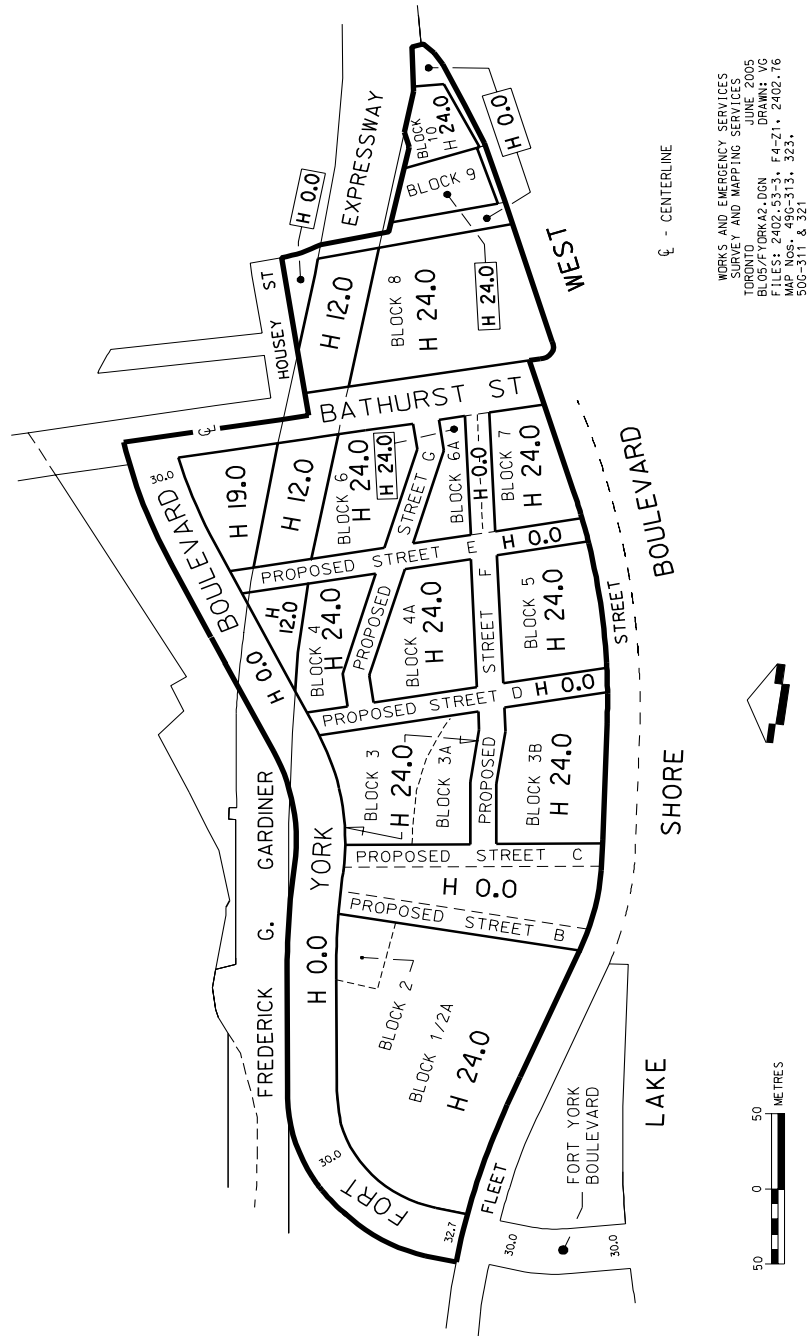 FREDERICK G. GARDINER
EXPRESSWAY
HOUSEY ST
H 0.0
BOULEVARD
30.0
H 0.0
YORK
H 0.0
30.0
FORT
32.7
℄
BATHURST ST
H 19.0
H 12.0
BLOCK 6
H 24.0
H 24.0
STREET G
BLOCK 6A
H 0.0
BLOCK 7
H 24.0
PROPOSED STREET E H 0.0
H 12.0
BLOCK 4
H 24.0
PROPOSED
BLOCK 4A
H 24.0
STREET F
BLOCK 5
H 24.0
PROPOSED STREET D H 0.0
BLOCK 3
H 24.0
BLOCK 3A
PROPOSED
BLOCK 3B
H 24.0
PROPOSED STREET C
H 0.0
PROPOSED STREET B
BLOCK 2
BLOCK 1/2A
H 24.0
H 12.0
BLOCK 8
H 24.0
H 24.0
BLOCK 9
BLOCK 10
H 24.0
H 0.0
FLEET
STREET
30.0
30.0
FORT YORK
BOULEVARD
LAKE
SHORE
BOULEVARD
WEST
℄ - CENTERLINE
50 0 50
METRES
WORKS AND EMERGENCY SERVICES
SURVEY AND MAPPING SERVICES
TORONTO JUNE 2005
BL05/FYORKA2.DGN DRAWN: VG
FILES: 2402.53-3, F4-Z1, 2402.76
MAP Nos. 49G-313, 323,
50G-311 & 321